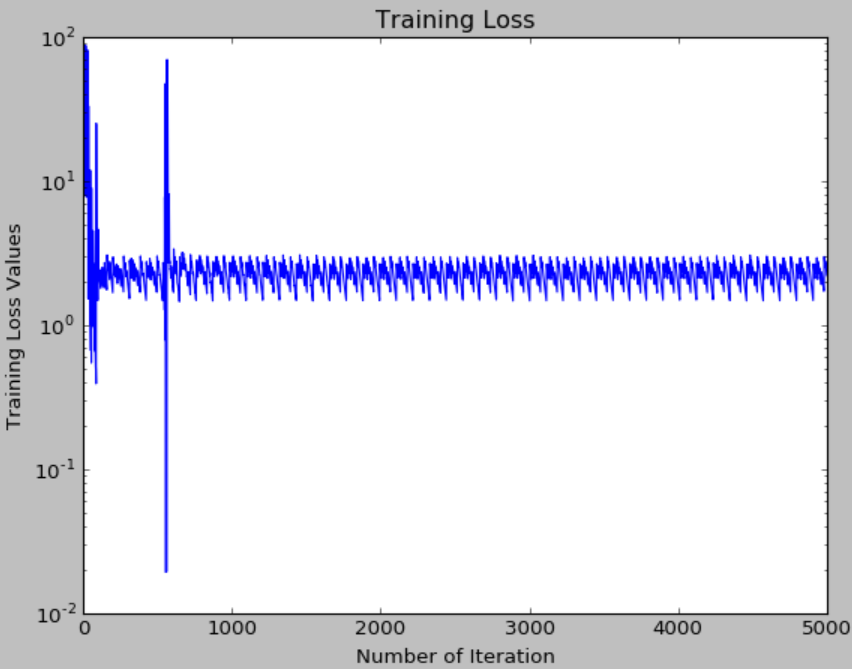 Training Loss
10^2
10^1
10^0
10^-1
10^-2
Training Loss Values
0 1000 2000 3000 4000 5000
Number of Iteration